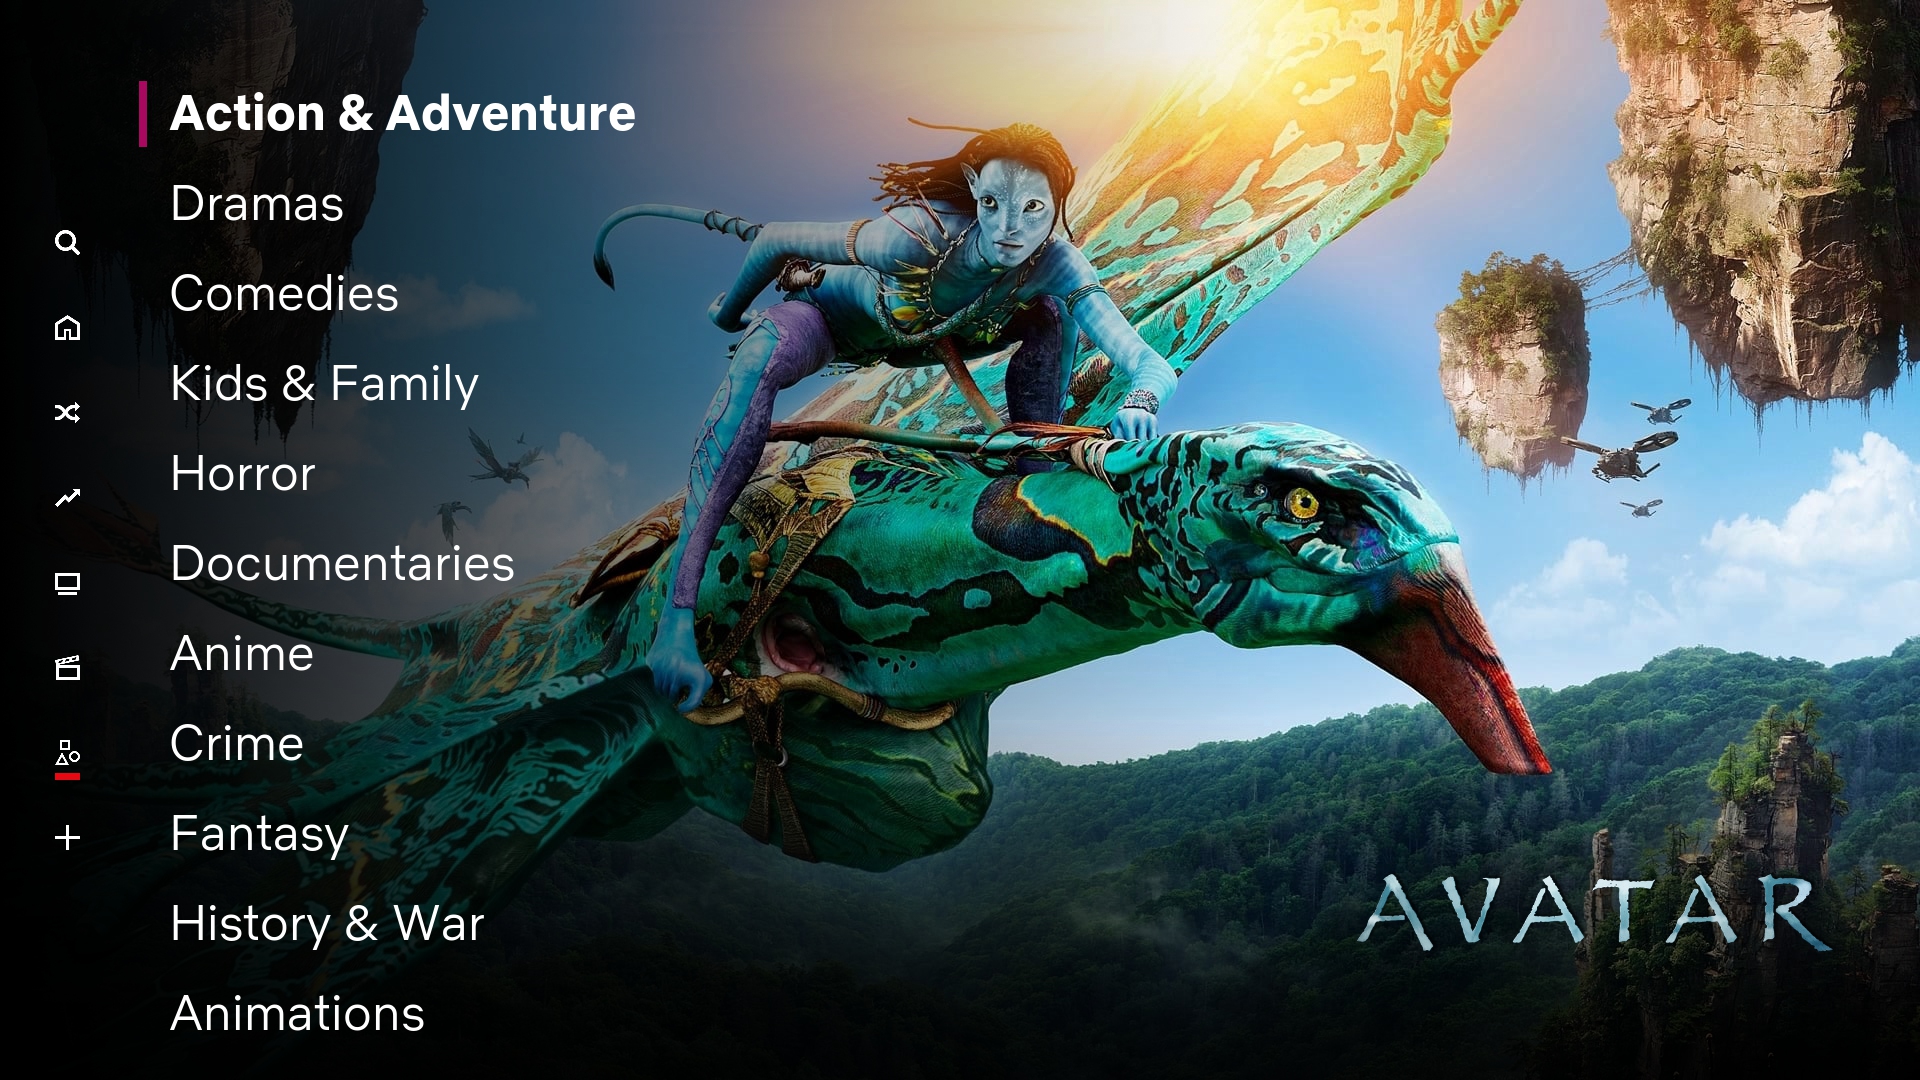 Action & Adventure
Dramas
Comedies
Kids & Family
Horror
Documentaries
Anime
Crime
Fantasy
History & War
Animations
AVATAR